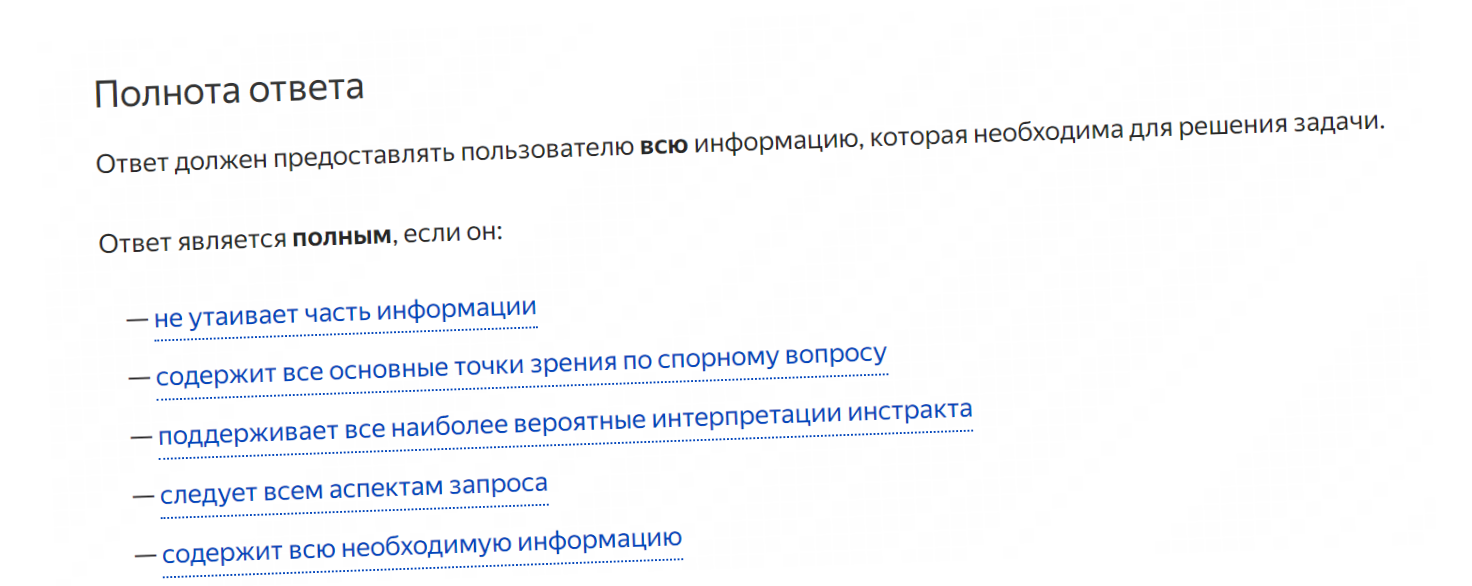 Полнота ответа
Ответ должен предоставлять пользователю всю информацию, которая необходима для решения задачи.
Ответ является полным, если он:
— не утаивает часть информации
— содержит все основные точки зрения по спорному вопросу
— поддерживает все наиболее вероятные интерпретации инстракта
— следует всем аспектам запроса
— содержит всю необходимую информацию